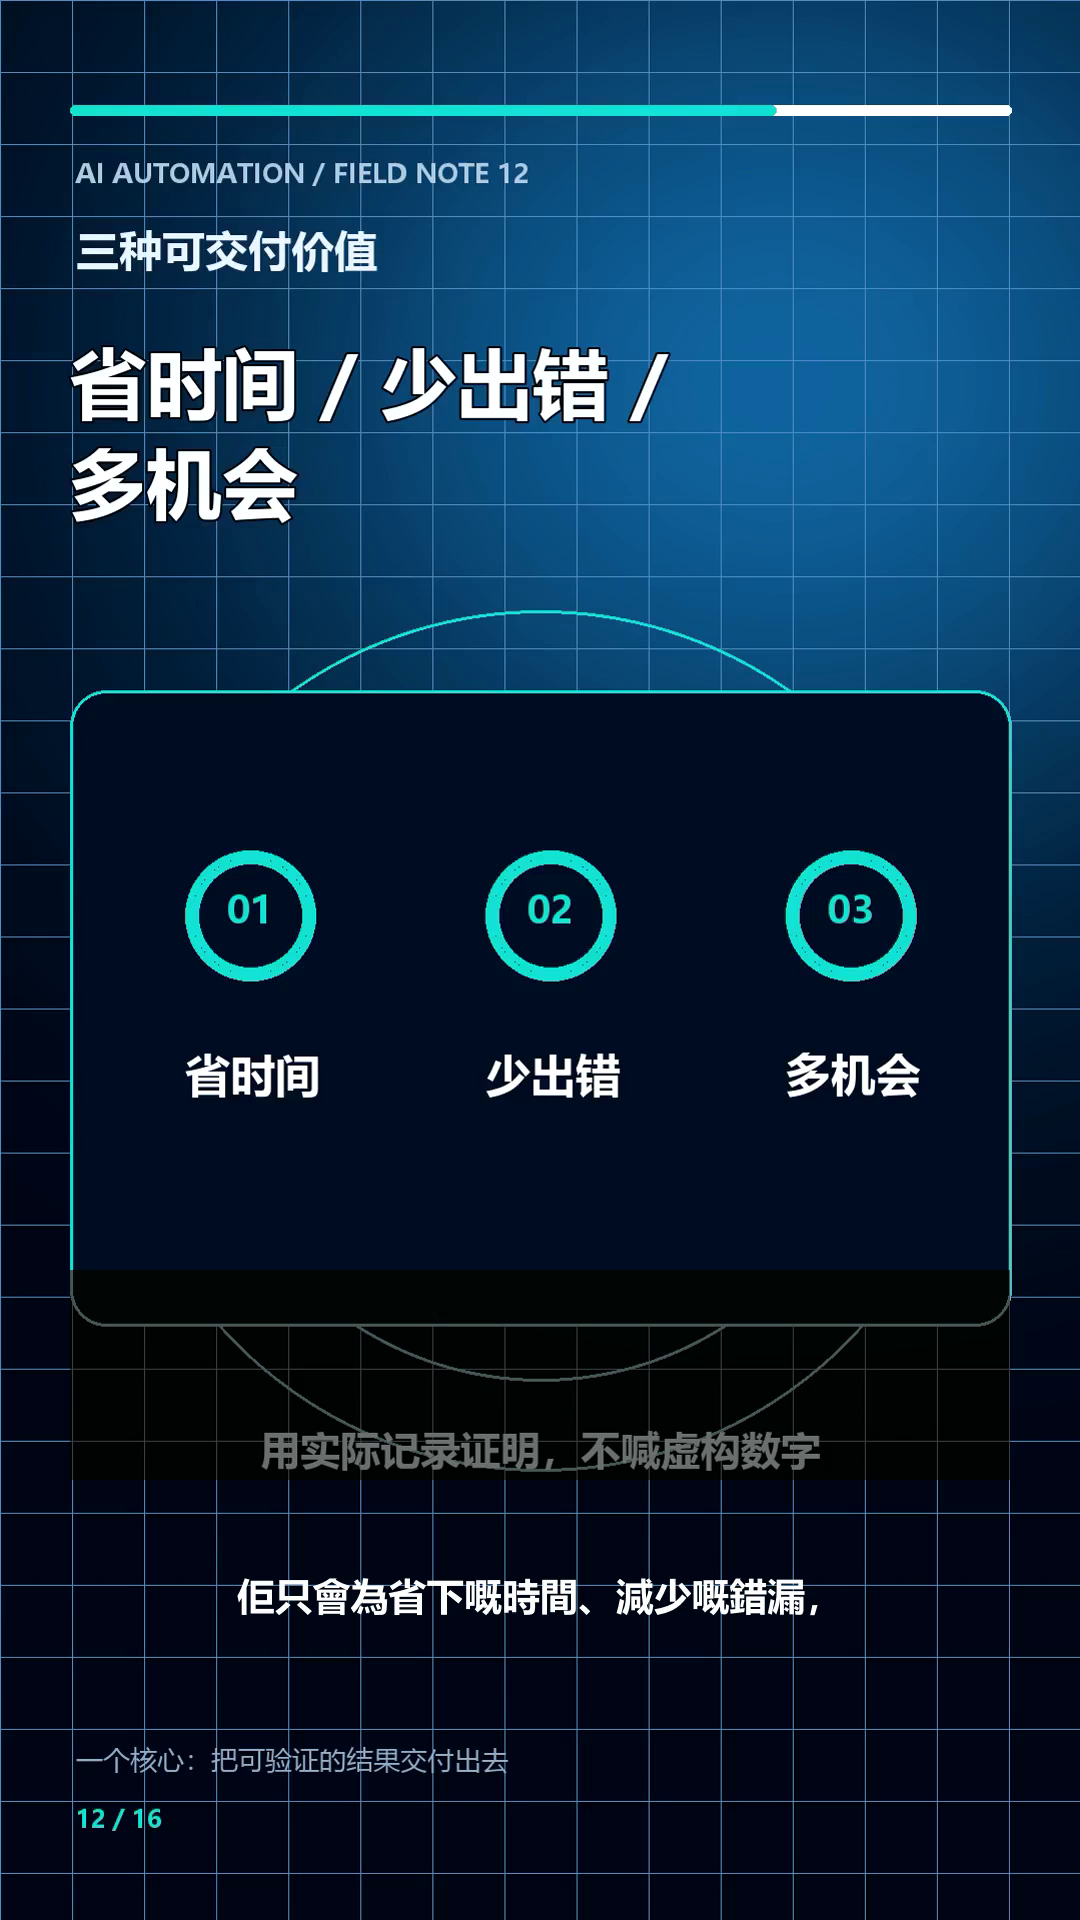 AI AUTOMATION / FIELD NOTE 12
三种可交付价值
省时间 / 少出错 /
多机会
01 02 03
省时间 少出错 多机会
用实际记录证明，不喊虚构数字
佢只會為省下嘅時間、減少嘅錯漏，
一个核心：把可验证的结果交付出去
12 / 16